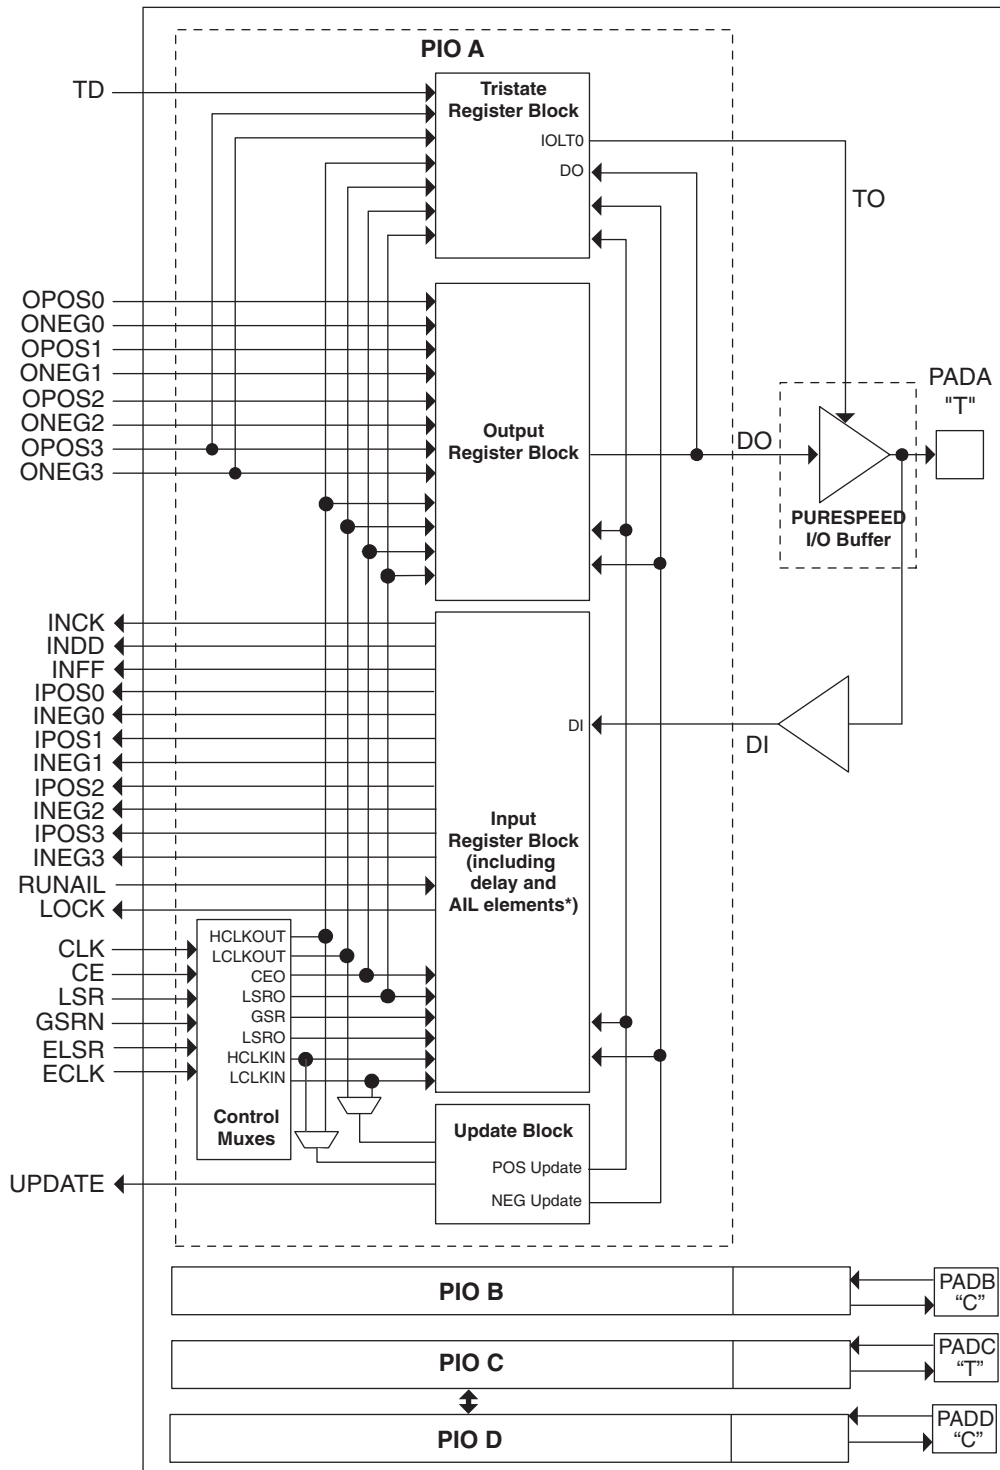 PIO A
TD
Tristate
Register Block
IOLT0
DO
TO
OPOS0
ONEG0
OPOS1
ONEG1
OPOS2
ONEG2
OPOS3
ONEG3
Output
Register Block
DO
PADA
"T"
PURESPEED
I/O Buffer
INCK
INDD
INFF
IPOS0
INEG0
IPOS1
INEG1
IPOS2
INEG2
IPOS3
INEG3
RUNAIL
LOCK
DI
DI
Input
Register Block
(including
delay and
AIL elements*)
CLK
CE
LSR
GSRN
ELSR
ECLK
HCLKOUT
LCLKOUT
CEO
LSRO
GSR
LSRO
HCLKIN
LCLKIN
Control
Muxes
Update Block
POS Update
NEG Update
UPDATE
PIO B
PADB
“C”
PIO C
PADC
“T”
PIO D
PADD
“C”